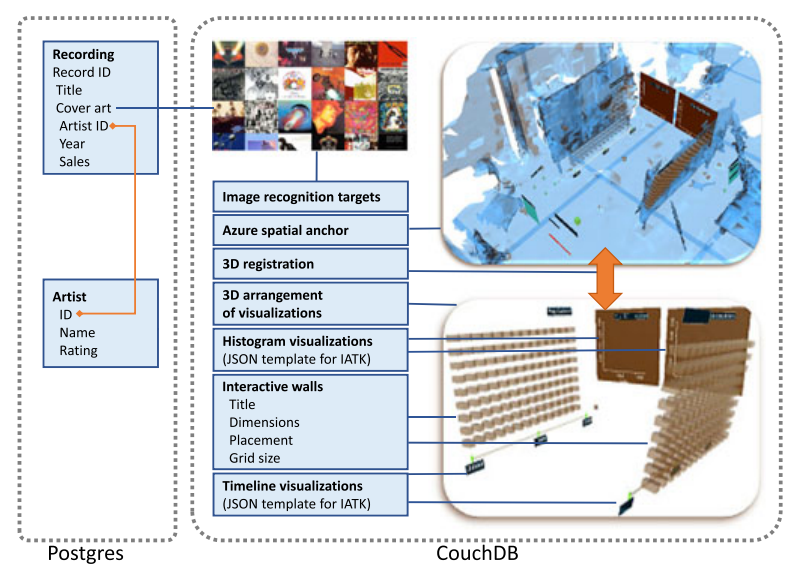 Recording
Record ID
Title
Cover art
Artist ID
Year
Sales
Artist
ID
Name
Rating
Postgres
Image recognition targets
Azure spatial anchor
3D registration
3D arrangement
of visualizations
Histogram visualizations
(JSON template for IATK)
Interactive walls
Title
Dimensions
Placement
Grid size
Timeline visualizations
(JSON template for IATK)
CouchDB